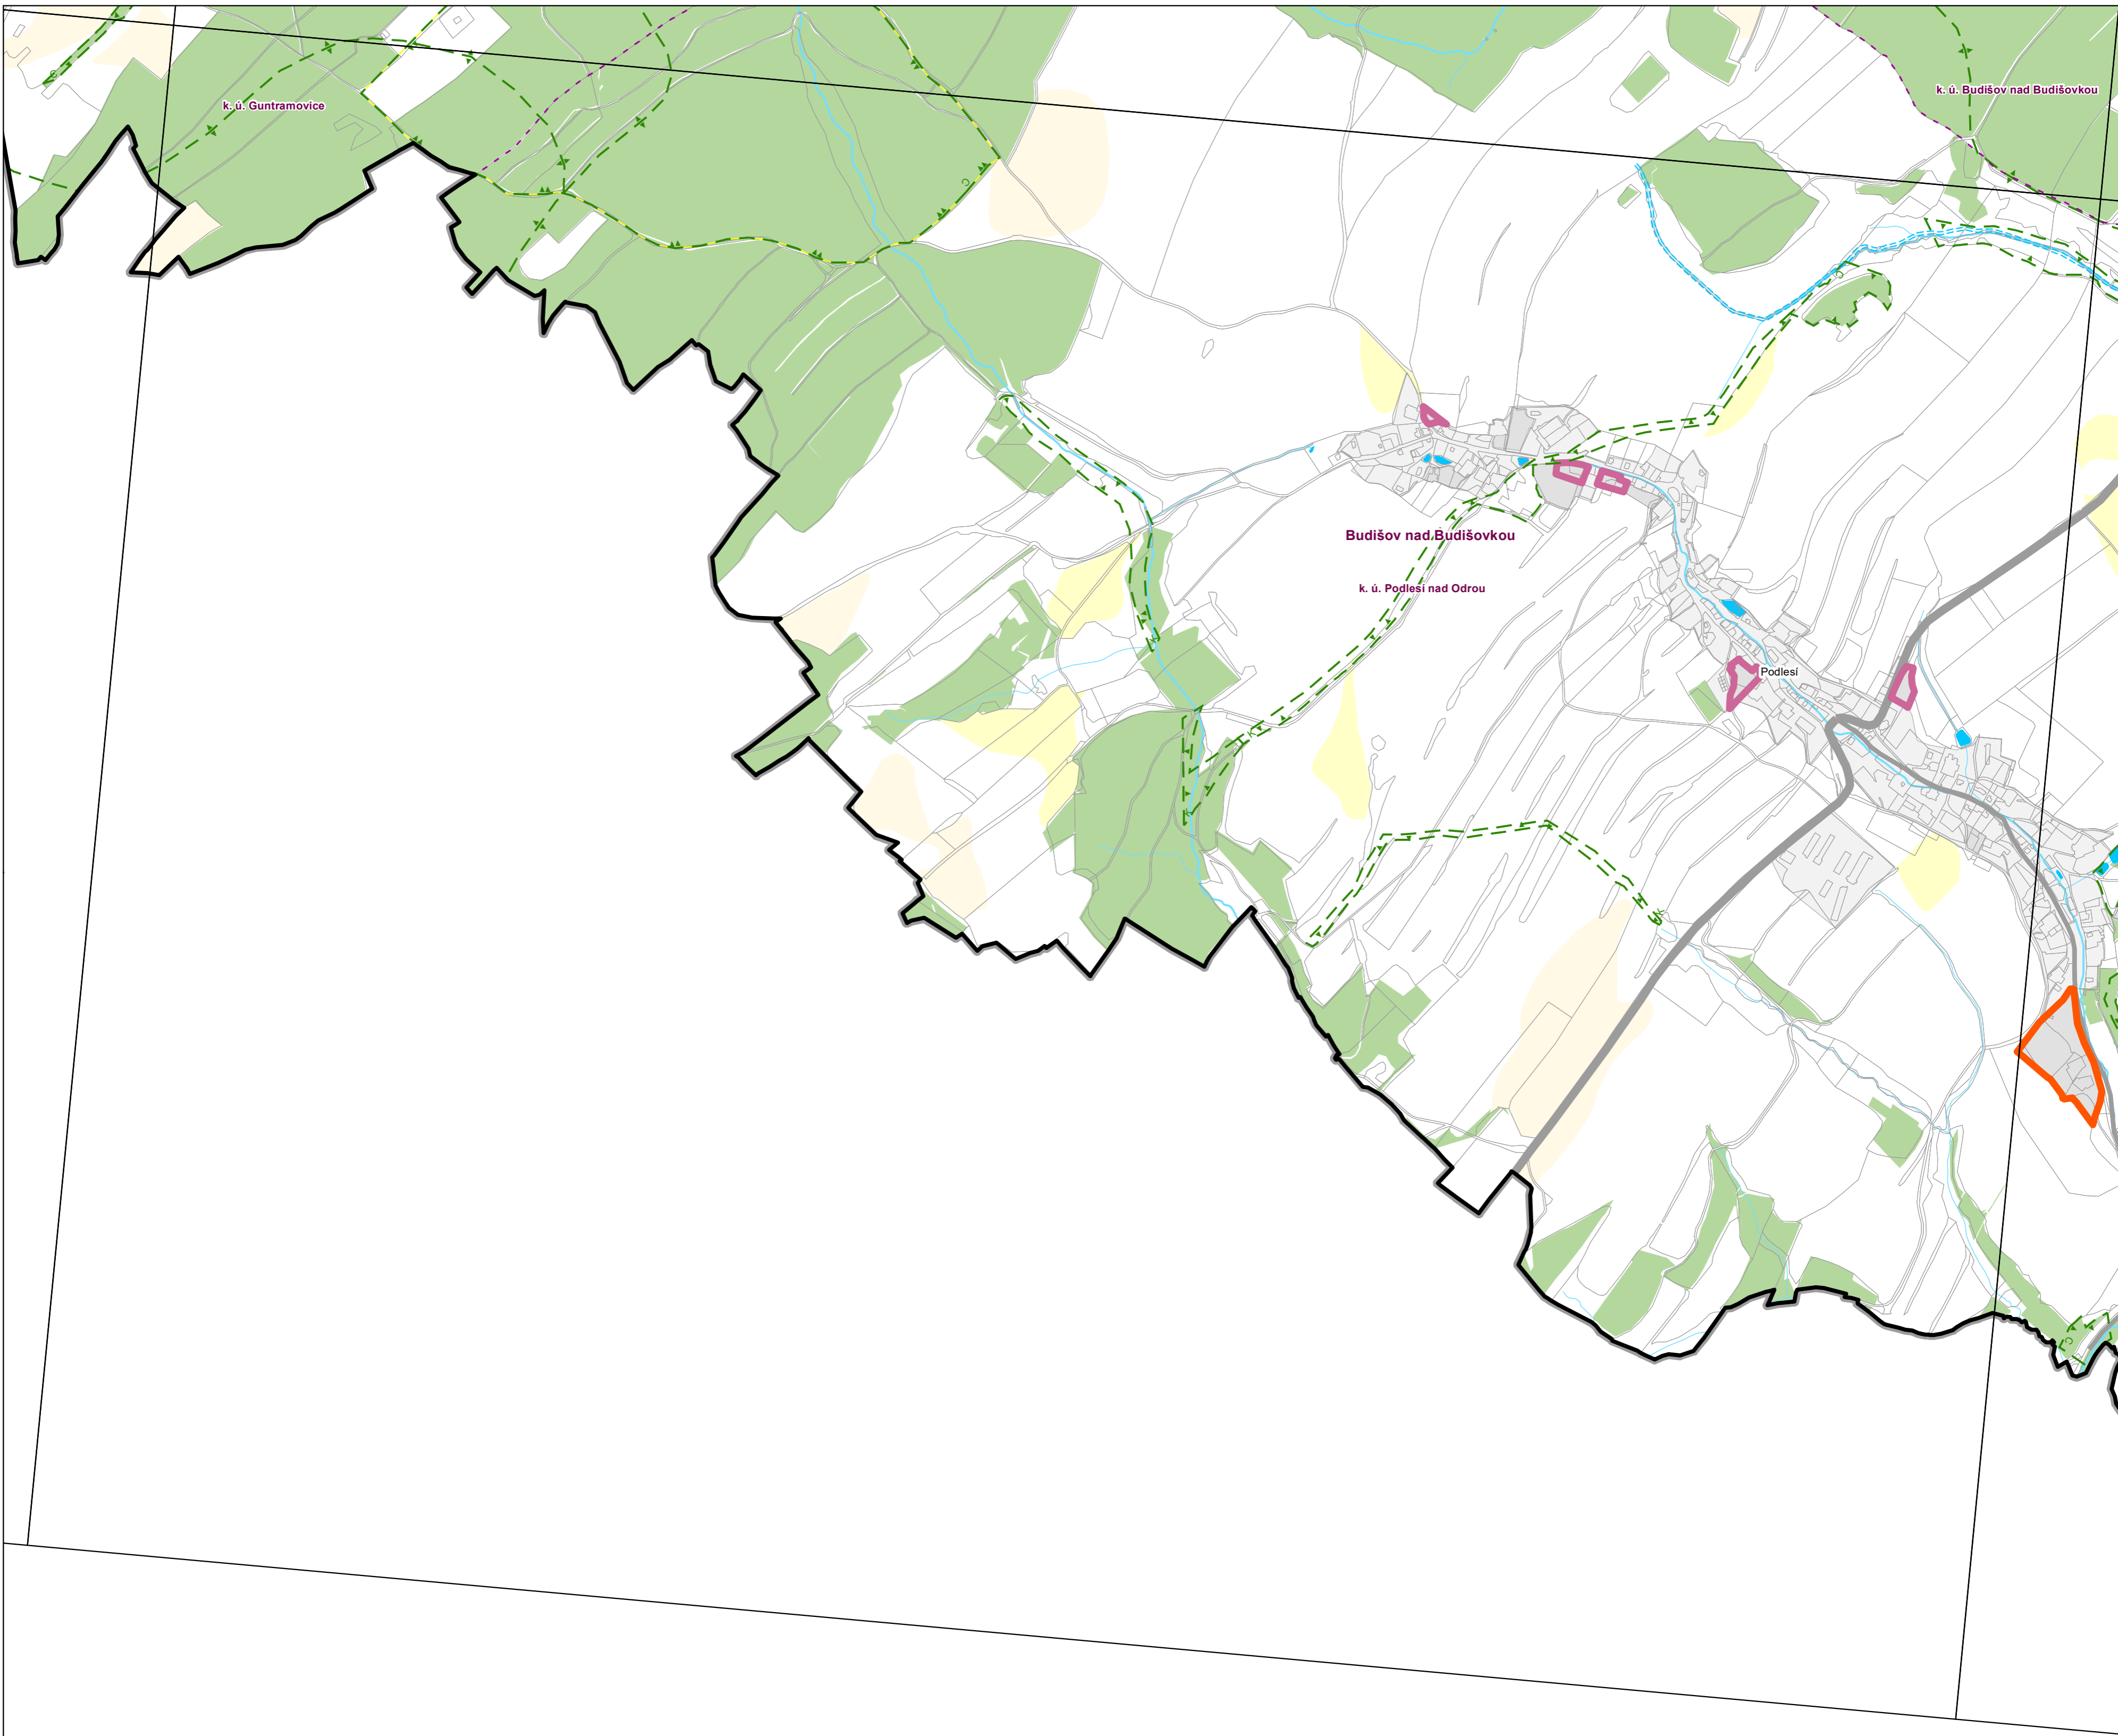 k. ú. Budišov nad Budišovkou
k. ú. Guntramovice
Budišov nad Budišovkou
k. ú. Podlesí nad Odrou
Podlesí